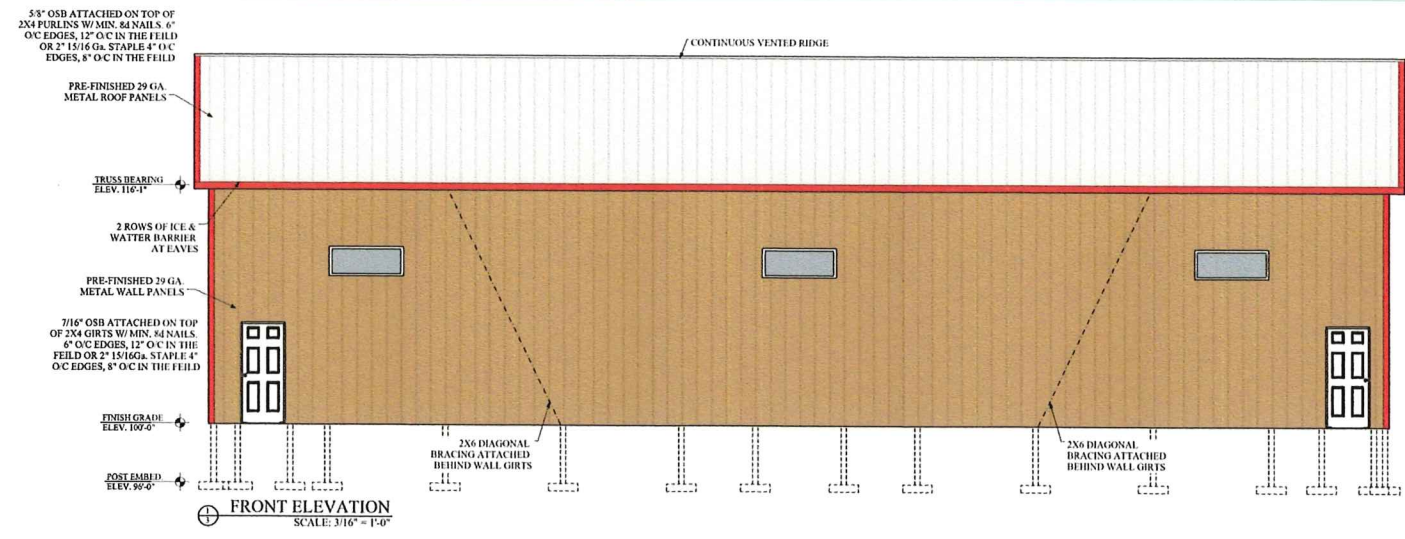 5/8" OSB ATTACHED ON TOP OF
2X4 PURLINS W/ MIN. 8d NAILS. 6"
O/C EDGES, 12" O/C IN THE FEILD
OR 2" 15/16 Ga. STAPLE 4" O/C
EDGES, 8" O/C IN THE FEILD
CONTINUOUS VENTED RIDGE
PRE-FINISHED 29 GA.
METAL ROOF PANELS
TRUSS BEARING
ELEV. 116'-1"
2 ROWS OF ICE &
WATTER BARRIER
AT EAVES
PRE-FINISHED 29 GA.
METAL WALL PANELS
7/16" OSB ATTACHED ON TOP
OF 2X4 GIRTS W/ MIN. 8d NAILS.
6" O/C EDGES, 12" O/C IN THE
FEILD OR 2" 15/16Ga. STAPLE 4"
O/C EDGES, 8" O/C IN THE FEILD
FINISH GRADE
ELEV. 100'-0"
2X6 DIAGONAL
BRACING ATTACHED
BEHIND WALL GIRTS
2X6 DIAGONAL
BRACING ATTACHED
BEHIND WALL GIRTS
POST EMBED
ELEV. 96'-0"
FRONT ELEVATION
SCALE: 3/16" = 1'-0"